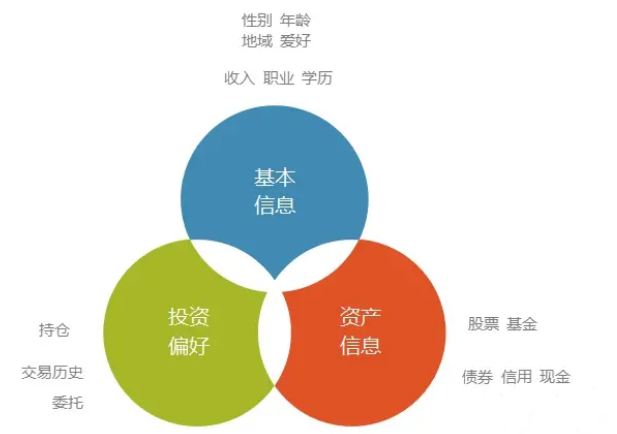 性别 年龄
地域 爱好
收入 职业 学历
基本
信息
投资
偏好
资产
信息
持仓
交易历史
委托
股票 基金
债券 信用 现金